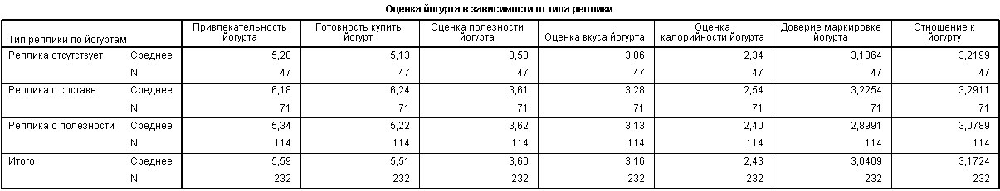 Оценка йогурта в зависимости от типа реплики
Тип реплики по йогуртам Привлекательность йогурта Готовность купить йогурт Оценка полезности йогурта Оценка вкуса йогурта Оценка калорийности йогурта Доверие маркировке йогурта Отношение к йогурту
Реплика отсутствует Среднее 5,28 5,13 3,53 3,06 2,34 3,1064 3,2199
N 47 47 47 47 47 47 47
Реплика о составе Среднее 6,18 6,24 3,61 3,28 2,54 3,2254 3,2911
N 71 71 71 71 71 71 71
Реплика о полезности Среднее 5,34 5,22 3,62 3,13 2,40 2,8991 3,0789
N 114 114 114 114 114 114 114
Итого Среднее 5,59 5,51 3,60 3,16 2,43 3,0409 3,1724
N 232 232 232 232 232 232 232